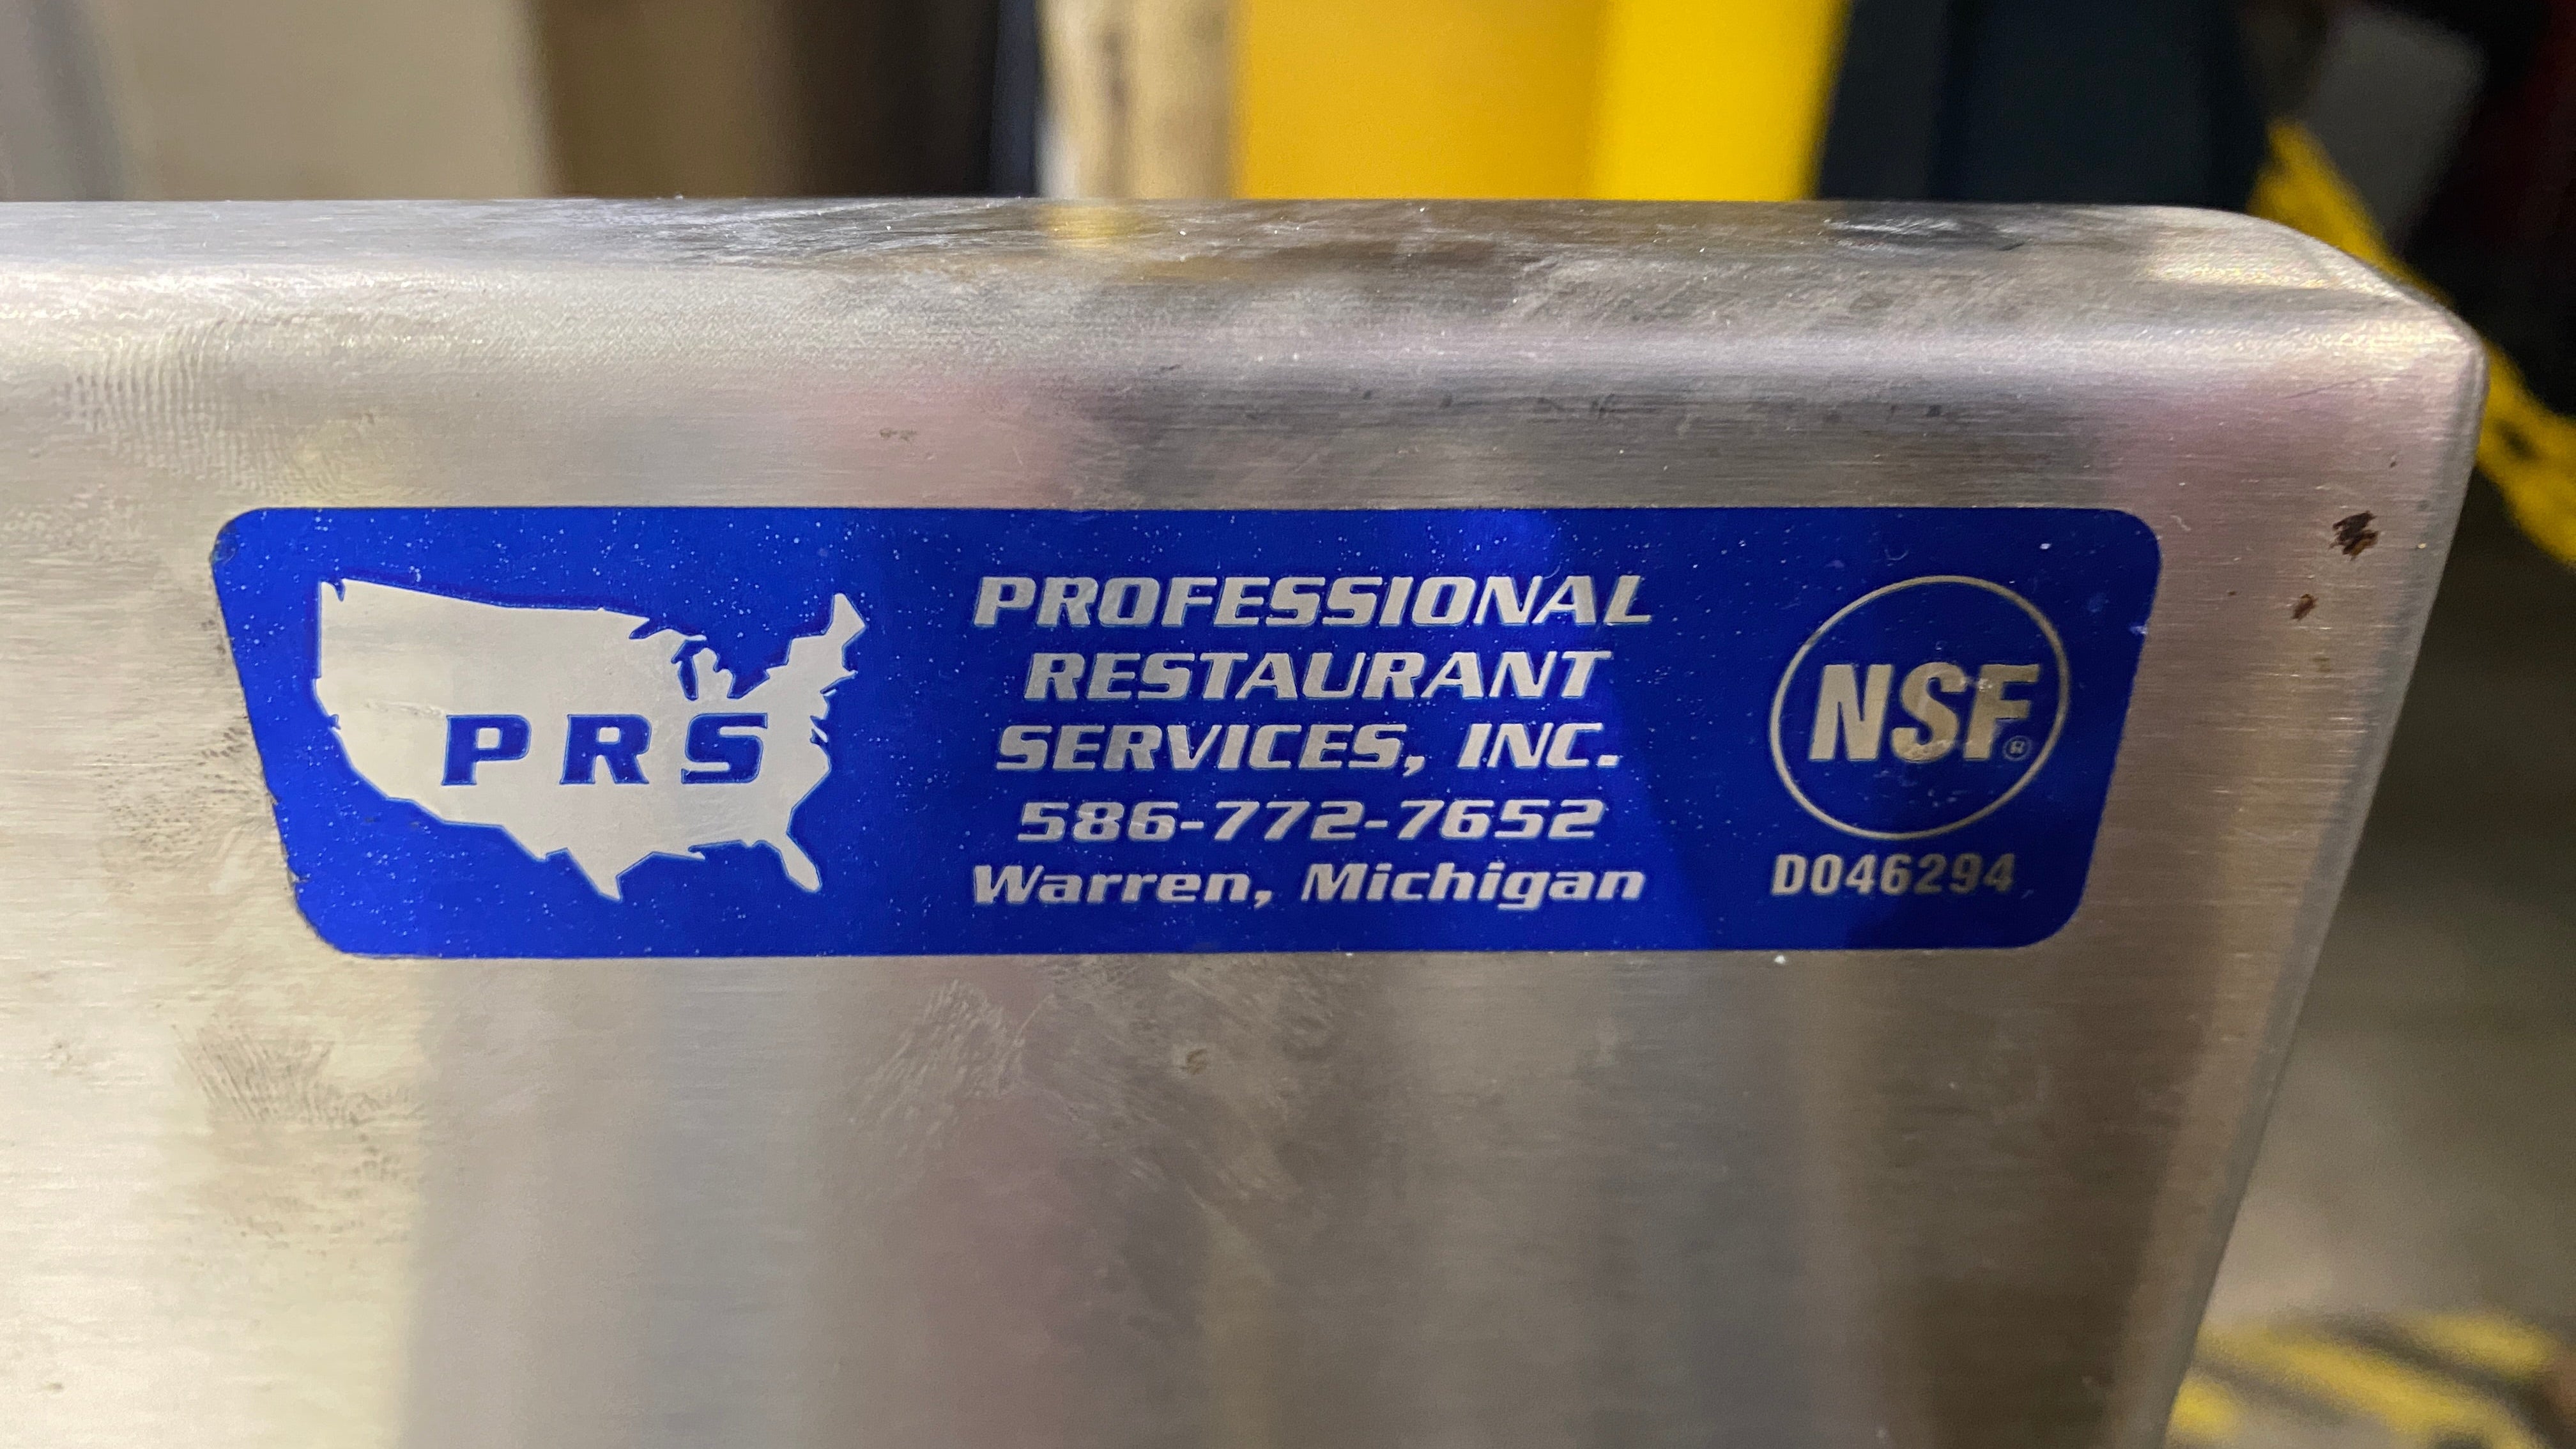 PRS
PROFESSIONAL
RESTAURANT
SERVICES, INC.
586-772-7652
Warren, Michigan
NSF®
D046294